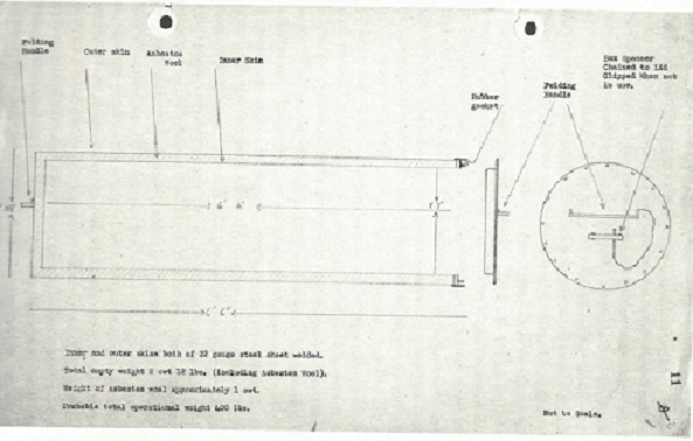 Folding
Handle
Outer skin
Asbestos
Wool
Inner Skin
Rubber
gasket
Folding
Handle
Box Spanner
Chained to Lid
Clipped when not
in use.
Inner and outer skins both of 22 gauge steel sheet welded.
Total empty weight 2 cwt 18 lbs. (including Asbestos Wool).
Weight of asbestos wool approximately 1 cwt.
Probable total operational weight 400 lbs.
Not to Scale
11